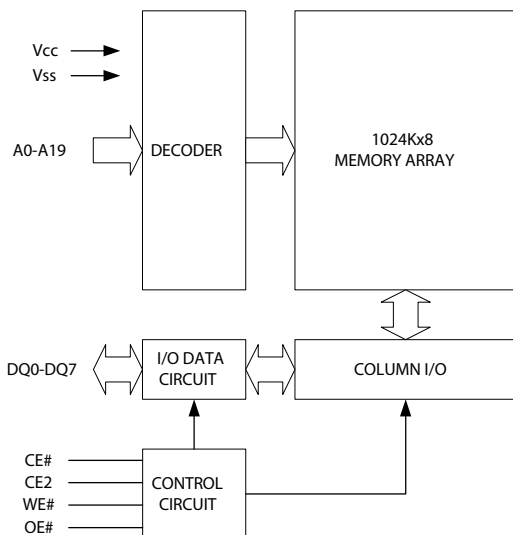 Vcc
Vss
A0-A19
DECODER
1024Kx8
MEMORY ARRAY
DQ0-DQ7
I/O DATA
CIRCUIT
COLUMN I/O
CE#
CE2
WE#
OE#
CONTROL
CIRCUIT